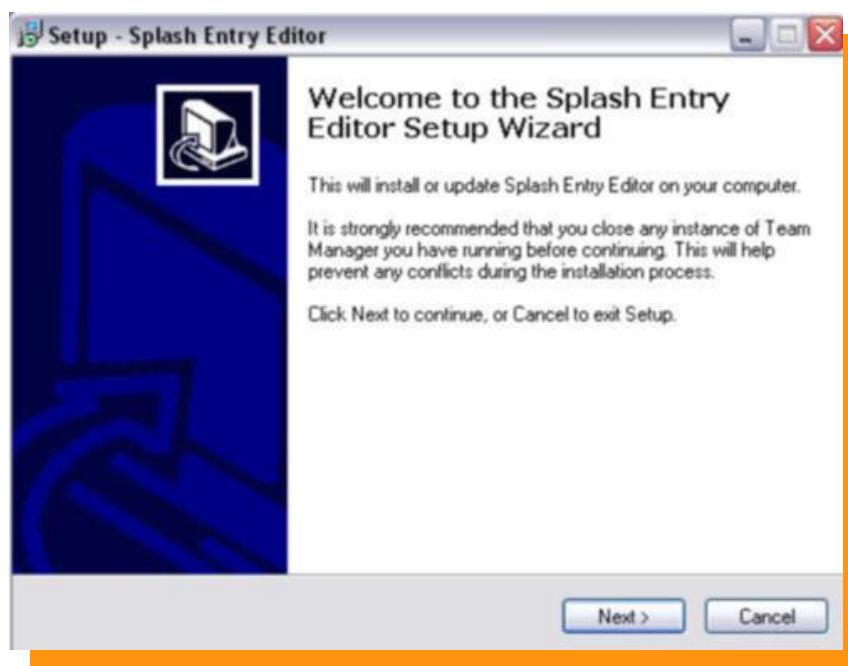 Setup - Splash Entry Editor
Welcome to the Splash Entry
Editor Setup Wizard
This will install or update Splash Entry Editor on your computer.
It is strongly recommended that you close any instance of Team
Manager you have running before continuing. This will help
prevent any conflicts during the installation process.
Click Next to continue, or Cancel to exit Setup.
Next >
Cancel